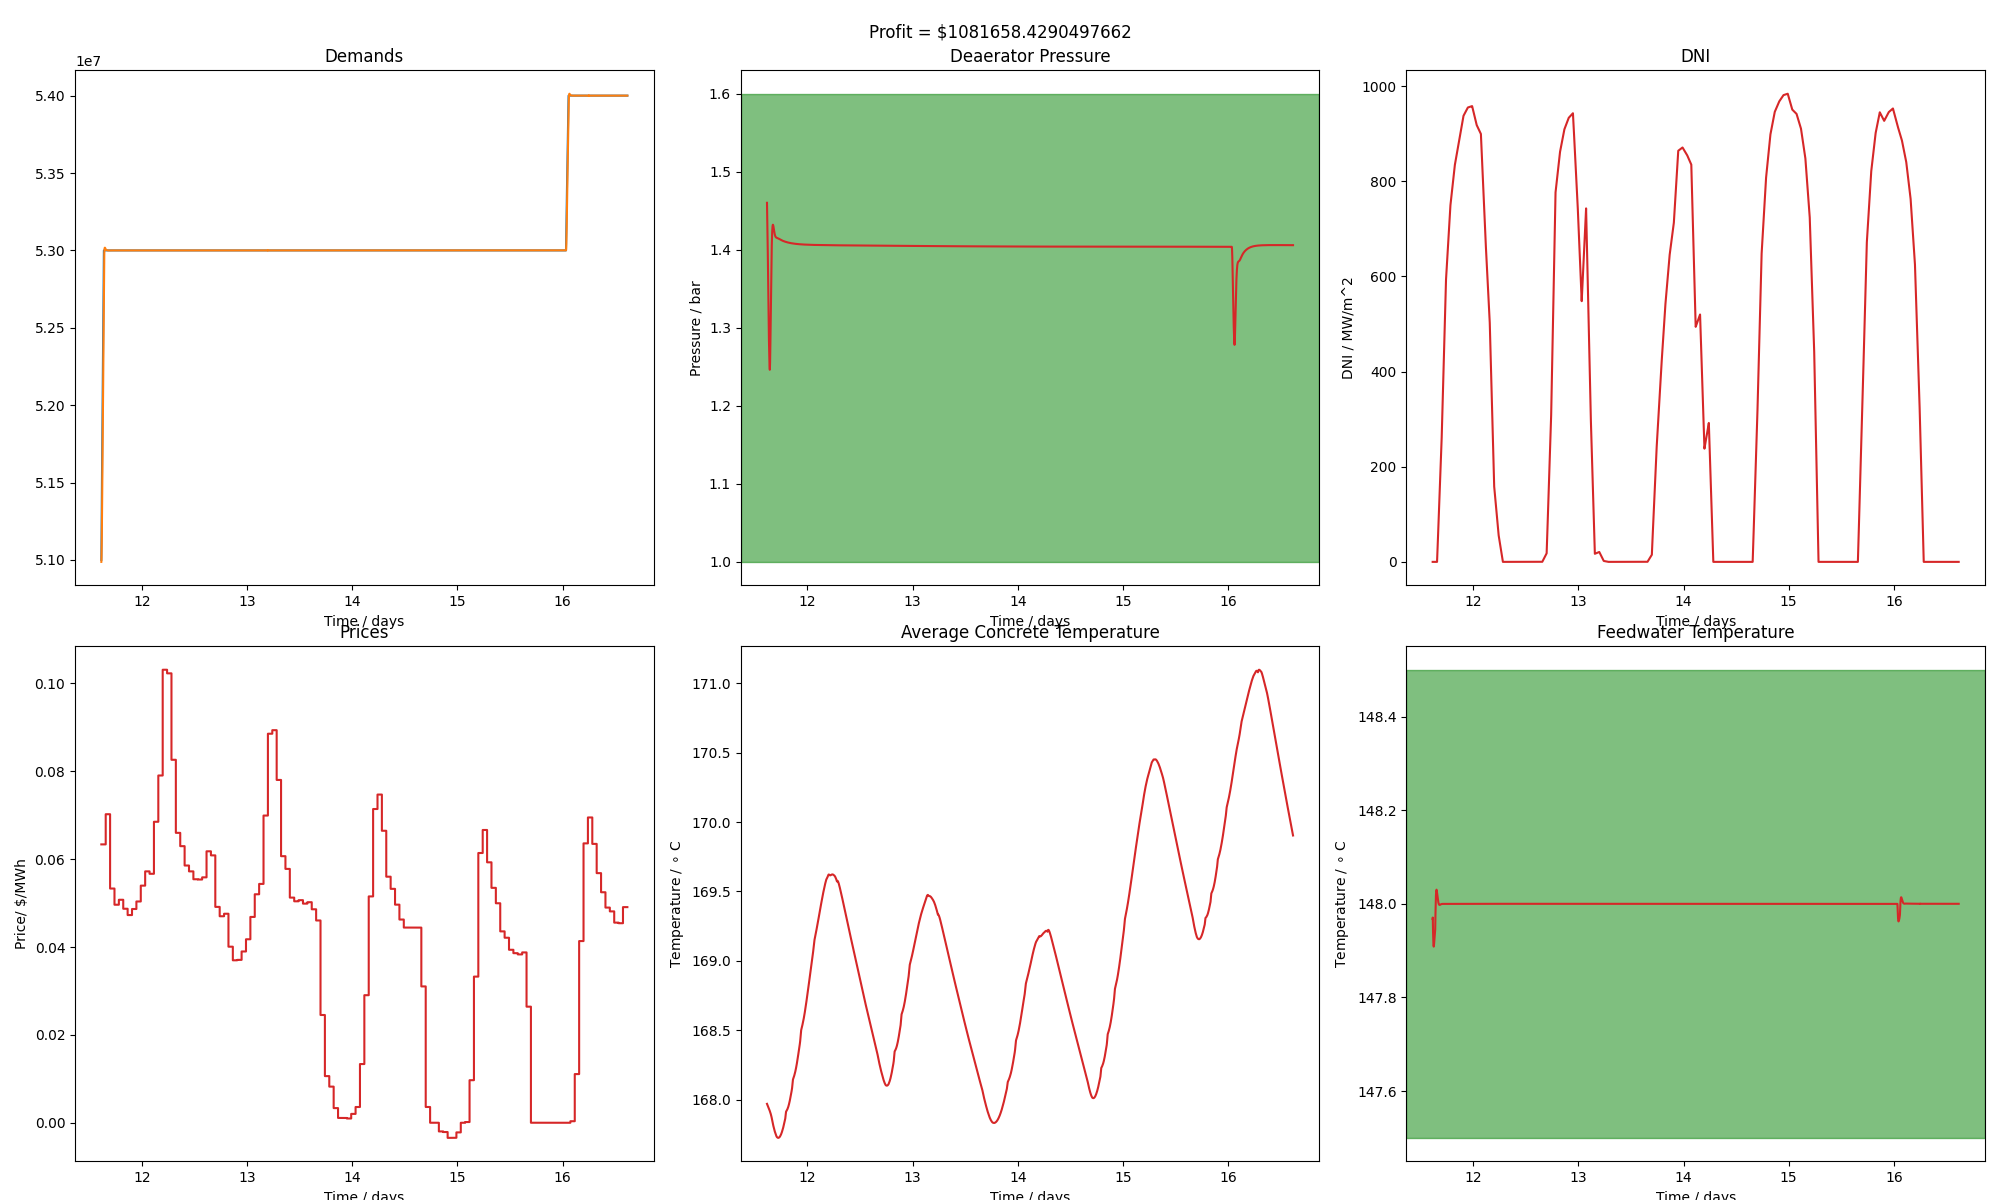 Profit = $1081658.4290497662
Demands
1e7
5.40
5.35
5.30
5.25
5.20
5.15
5.10
12 13 14 15 16
Time / days
Deaerator Pressure
Pressure / bar
1.6
1.5
1.4
1.3
1.2
1.1
1.0
12 13 14 15 16
Time / days
DNI
DNI / MW/m^2
1000
800
600
400
200
0
12 13 14 15 16
Time / days
Prices
Price/ $/MWh
0.10
0.08
0.06
0.04
0.02
0.00
12 13 14 15 16
Time / days
Average Concrete Temperature
Temperature / ∘ C
171.0
170.5
170.0
169.5
169.0
168.5
168.0
12 13 14 15 16
Time / days
Feedwater Temperature
Temperature / ∘ C
148.4
148.2
148.0
147.8
147.6
12 13 14 15 16
Time / days